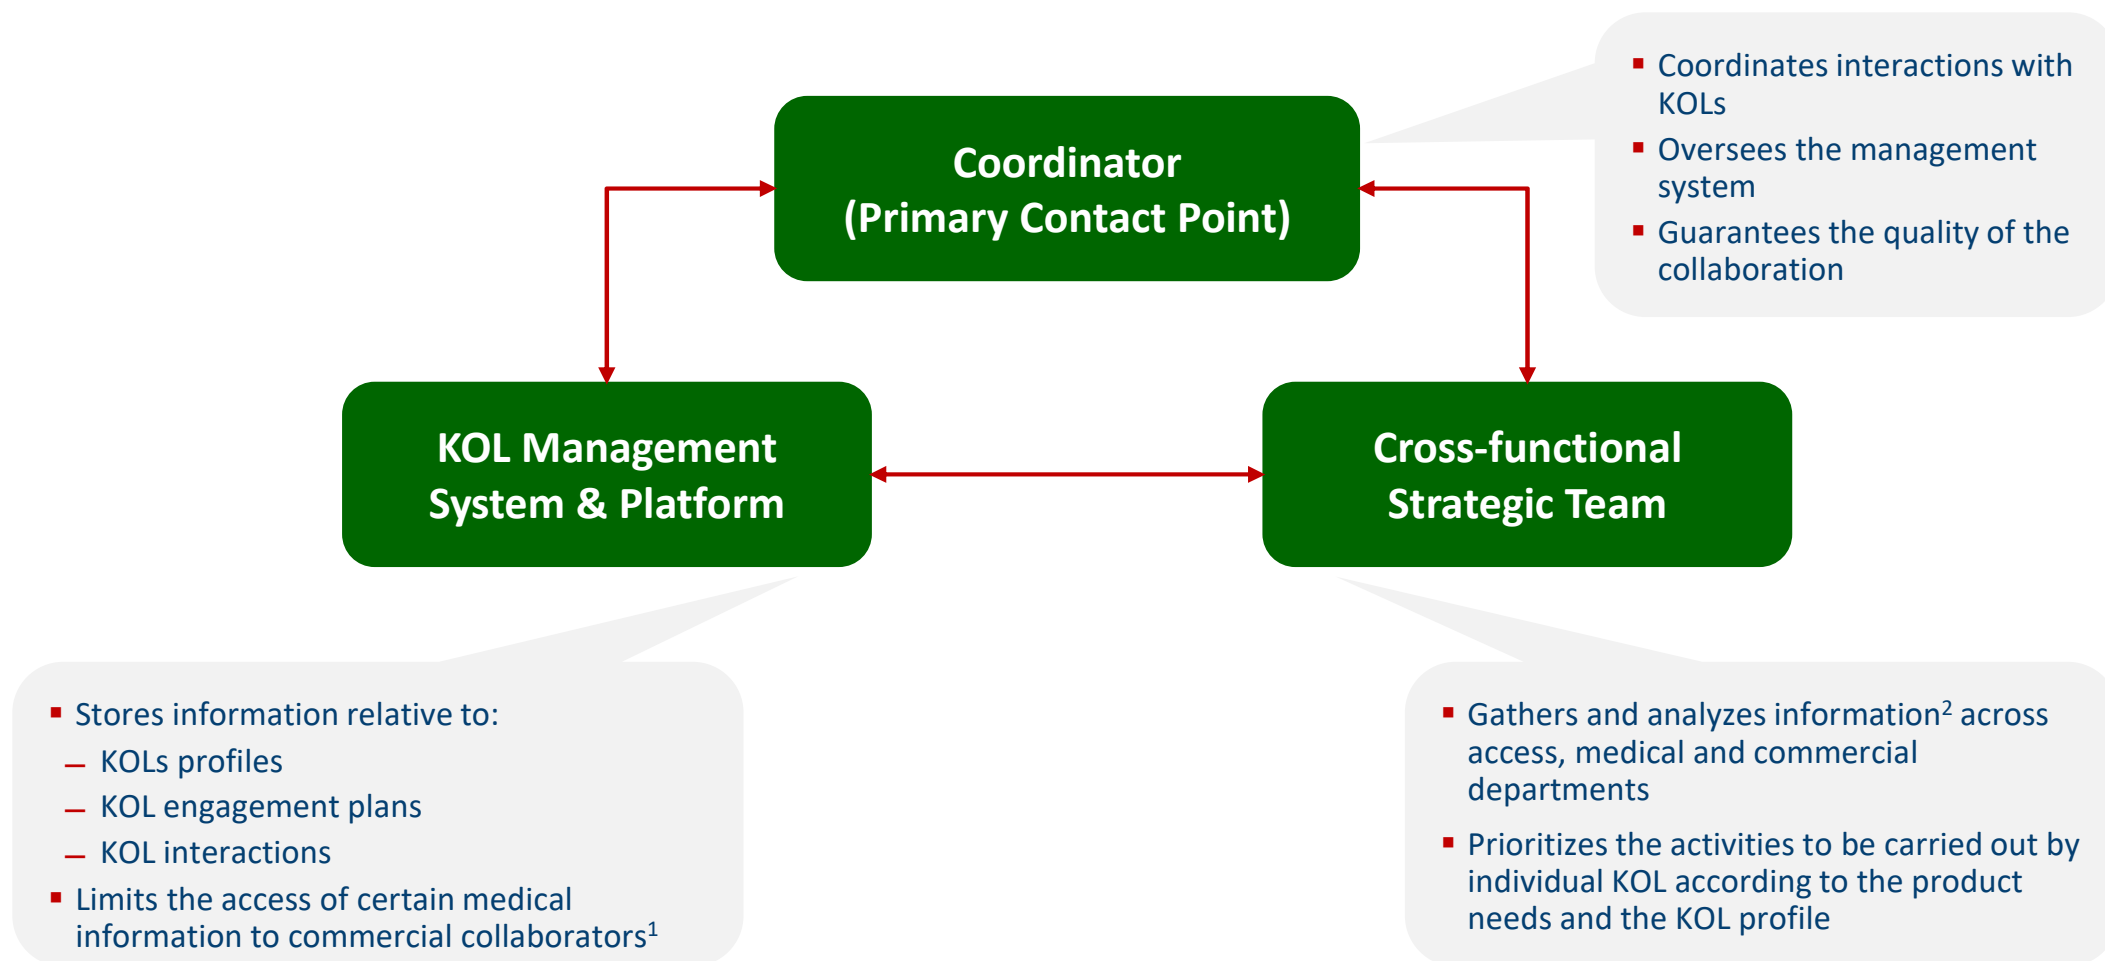 ▪ Coordinates interactions with
KOLs
▪ Oversees the management
system
▪ Guarantees the quality of the
collaboration
Coordinator
(Primary Contact Point)
KOL Management
System & Platform
Cross-functional
Strategic Team
▪ Stores information relative to:
– KOLs profiles
– KOL engagement plans
– KOL interactions
▪ Limits the access of certain medical
information to commercial collaborators¹
▪ Gathers and analyzes information² across
access, medical and commercial
departments
▪ Prioritizes the activities to be carried out by
individual KOL according to the product
needs and the KOL profile